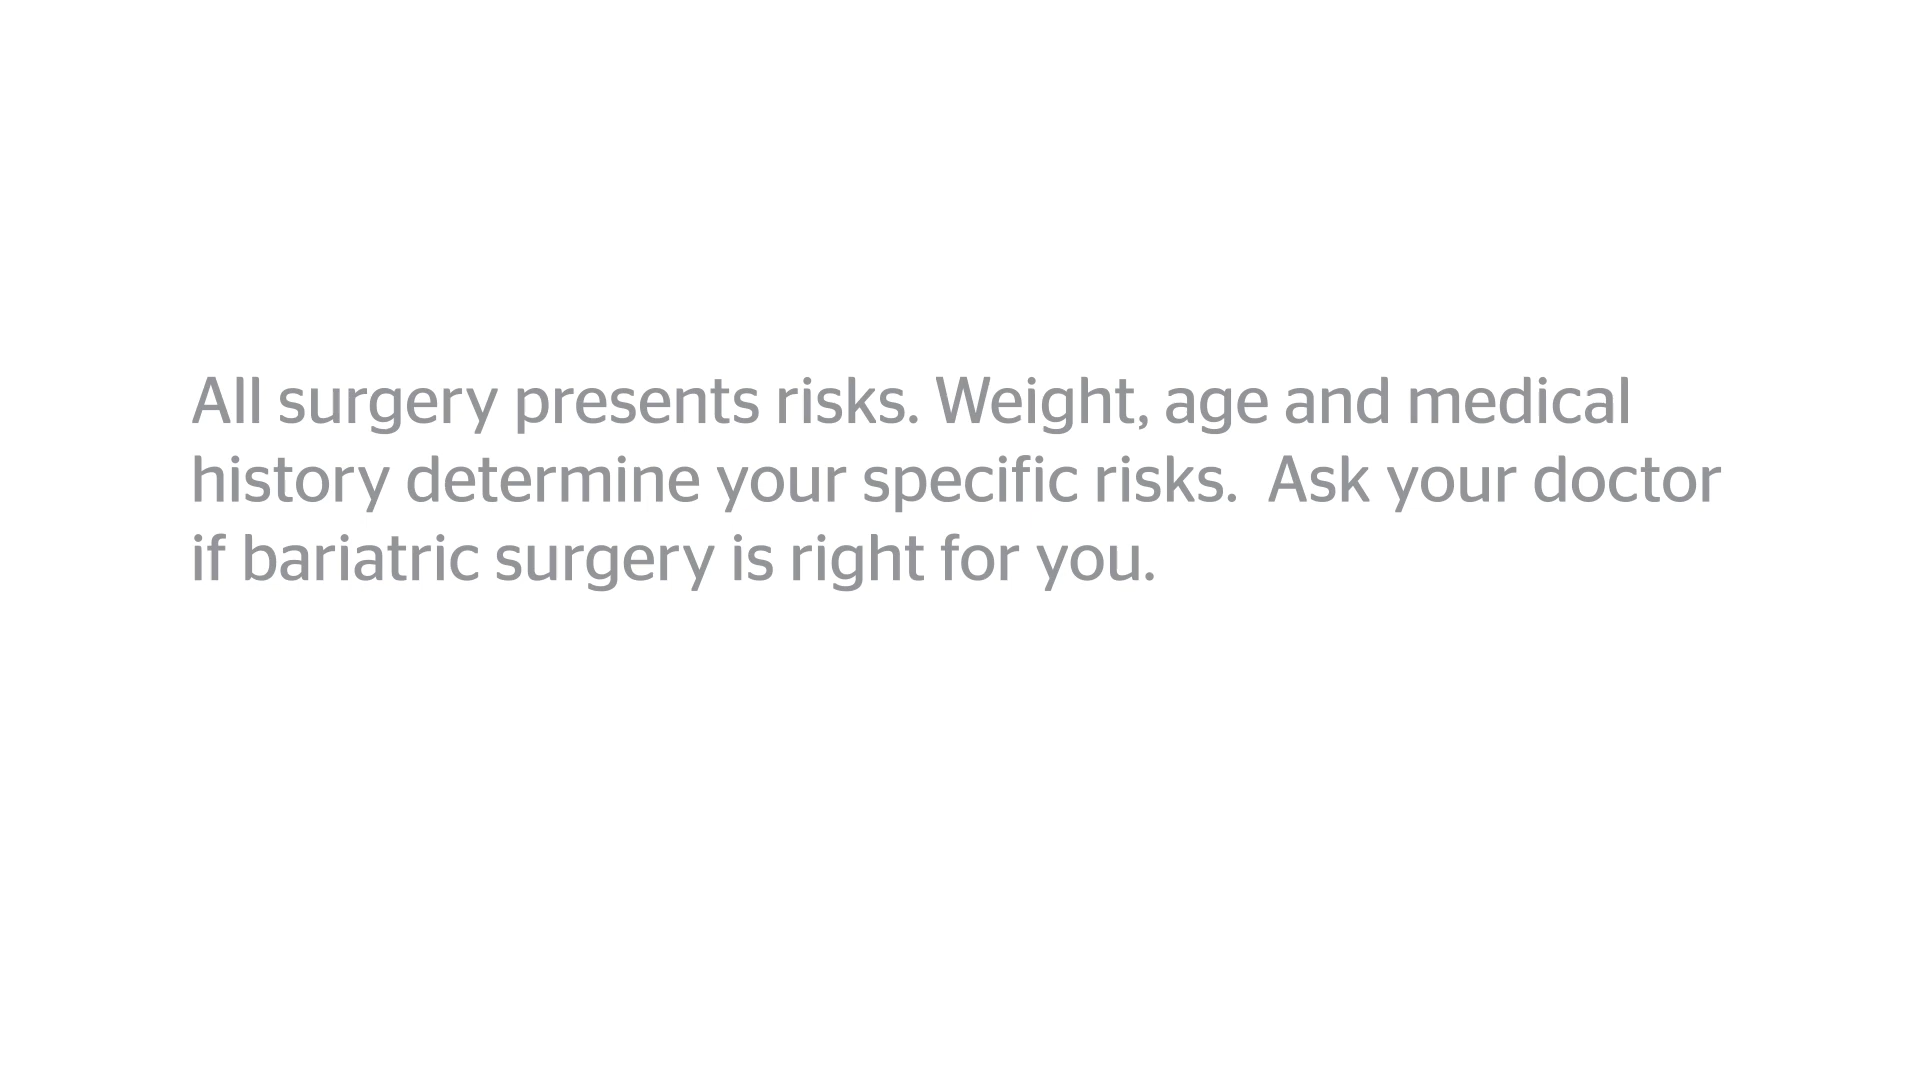 All surgery presents risks. Weight, age and medical
history determine your specific risks.  Ask your doctor
if bariatric surgery is right for you.